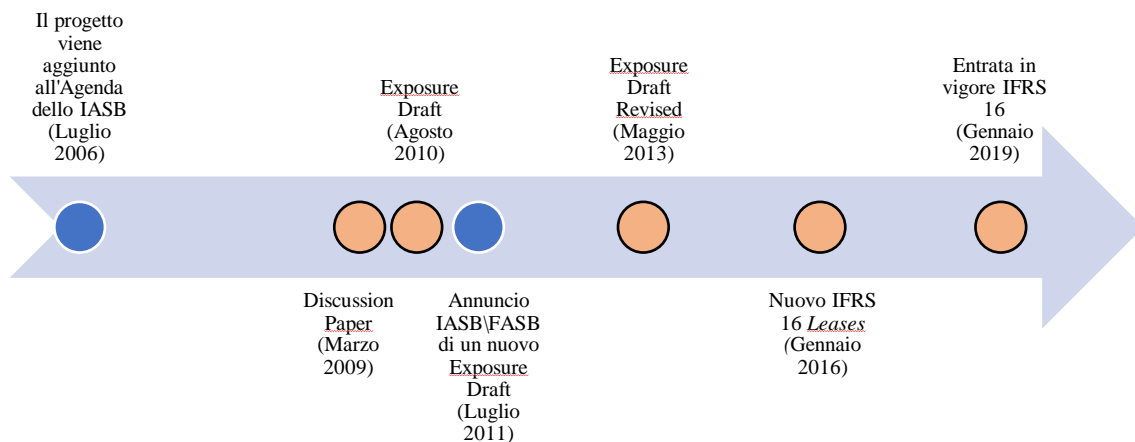 Il progetto
viene
aggiunto
all'Agenda
dello IASB
(Luglio
2006)
Discussion
Paper
(Marzo
2009)
Exposure
Draft
(Agosto
2010)
Annuncio
IASB\FASB
di un nuovo
Exposure
Draft
(Luglio
2011)
Exposure
Draft
Revised
(Maggio
2013)
Nuovo IFRS
16 Leases
(Gennaio
2016)
Entrata in
vigore IFRS
16
(Gennaio
2019)